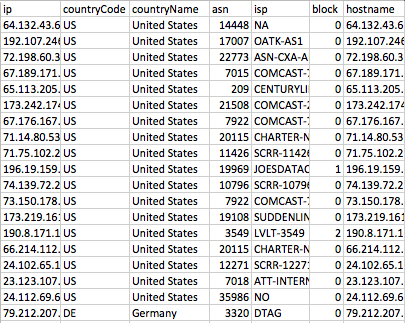 ip countryCode countryName asn isp block hostname
64.132.43.6 US United States 14448 NA 0 64.132.43.6
192.107.246 US United States 17007 OATK-AS1 0 192.107.246
72.198.60.3 US United States 22773 ASN-CXA-A 0 72.198.60.3
67.189.171. US United States 7015 COMCAST-7 0 67.189.171.
65.113.205. US United States 209 CENTURYLI 0 65.113.205.
173.242.174 US United States 21508 COMCAST-2 0 173.242.174
67.176.167. US United States 7922 COMCAST-7 0 67.176.167.
71.14.80.53 US United States 20115 CHARTER-N 0 71.14.80.53
71.75.102.2 US United States 11426 SCRR-11426 0 71.75.102.2
196.19.159. US United States 19969 JOESDATAC 1 196.19.159.
74.139.72.2 US United States 10796 SCRR-10796 0 74.139.72.2
73.150.178. US United States 7922 COMCAST-7 0 73.150.178.
173.219.161 US United States 19108 SUDDENLIN 0 173.219.161
190.8.171.1 US United States 3549 LVLT-3549 2 190.8.171.1
66.214.112. US United States 20115 CHARTER-N 0 66.214.112.
24.102.65.1 US United States 12271 SCRR-12271 0 24.102.65.1
23.123.107. US United States 7018 ATT-INTERN 0 23.123.107.
24.112.69.6 US United States 35986 NO 0 24.112.69.6
79.212.207. DE Germany 3320 DTAG 0 79.212.207.